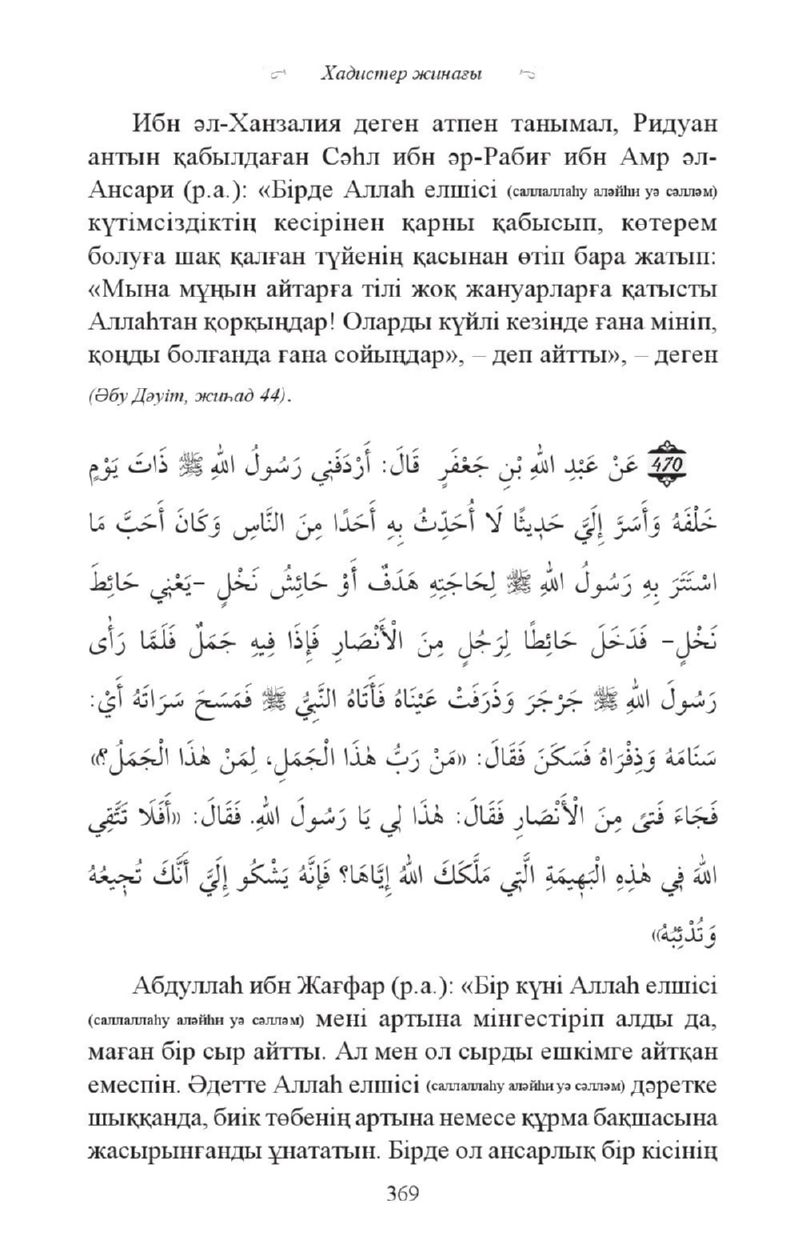 Хадистер жинағы
Ибн әл-Ханзалия деген атпен танымал, Ридуан
антын қабылдаған Сәһл ибн әр-Рабиғ ибн Амр әл-
Ансари (р.а.): «Бірде Аллаһ елшісі (саллаллаһу аләйһи уә сәлләм)
күтімсіздіктің кесірінен қарны қабысып, көтерем
болуға шақ қалған түйенің қасынан өтіп бара жатып:
«Мына мұңын айтарға тілі жоқ жануарларға қатысты
Аллаһтан қорқыңдар! Оларды күйлі кезінде ғана мініп,
қоңды болғанда ғана сойыңдар», – деп айтты», – деген
(Әбу Дәуіт, жиһад 44).
470 عَنْ عَبْدِ اللهِ بْنِ جَعْفَرٍ قَالَ: أَرْدَفَنِي رَسُولُ اللهِ ﷺ ذَاتَ يَوْمٍ
خَلْفَهُ وَأَسَرَّ إِلَيَّ حَدِيثًا لَا أُحَدِّثُ بِهِ أَحَدًا مِنَ النَّاسِ وَكَانَ أَحَبَّ مَا
اسْتَتَرَ بِهِ رَسُولُ اللهِ ﷺ لِحَاجَتِهِ هَدَفٌ أَوْ حَائِشُ نَخْلٍ -يَعْنِي حَائِطَ
نَخْلٍ- فَدَخَلَ حَائِطًا لِرَجُلٍ مِنَ الْأَنْصَارِ فَإِذَا فِيهِ جَمَلٌ فَلَمَّا رَأَى
رَسُولَ اللهِ ﷺ جَرْجَرَ وَذَرَفَتْ عَيْنَاهُ فَأَتَاهُ النَّبِيُّ ﷺ فَمَسَحَ سَرَاتَهُ أَيْ:
سَنَامَهُ وَذِفْرَاهُ فَسَكَنَ فَقَالَ: «مَنْ رَبُّ هٰذَا الْجَمَلِ، لِمَنْ هٰذَا الْجَمَلُ؟»
فَجَاءَ فَتىً مِنَ الْأَنْصَارِ فَقَالَ: هٰذَا لِي يَا رَسُولَ اللهِ. فَقَالَ: «أَفَلَا تَتَّقِي
اللهَ فِي هٰذِهِ الْبَهِيمَةِ الَّتِي مَلَّكَكَ اللهُ إِيَّاهَا؟ فَإِنَّهُ يَشْكُو إِلَيَّ أَنَّكَ تُجِيعُهُ
وَتُدْئِبُهُ»
Абдуллаһ ибн Жағфар (р.а.): «Бір күні Аллаһ елшісі
(саллаллаһу аләйһи уә сәлләм) мені артына мінгестіріп алды да,
маған бір сыр айтты. Ал мен ол сырды ешкімге айтқан
емеспін. Әдетте Аллаһ елшісі (саллаллаһу аләйһи уә сәлләм) дәретке
шыққанда, биік төбенің артына немесе құрма бақшасына
жасырынғанды ұнататын. Бірде ол ансарлық бір кісінің
369